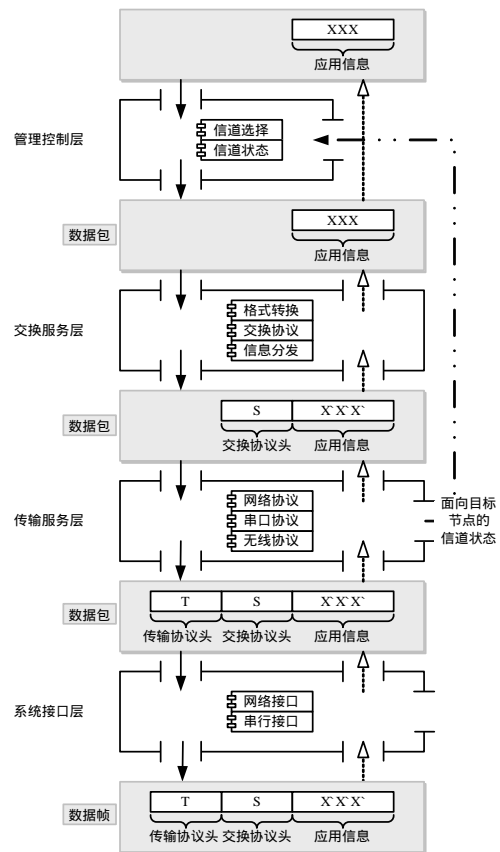 XXX
应用信息
管理控制层
信道选择
信道状态
XXX
数据包
应用信息
格式转换
交换服务层
交换协议
信息分发
S
X`X`X`
数据包
交换协议头
应用信息
网络协议
面向目标
传输服务层
串口协议
节点的
无线协议
信道状态
T
S
X`X`X`
数据包
传输协议头
交换协议头
应用信息
系统接口层
网络接口
串行接口
T
S
X`X`X`
数据帧
传输协议头
交换协议头
应用信息